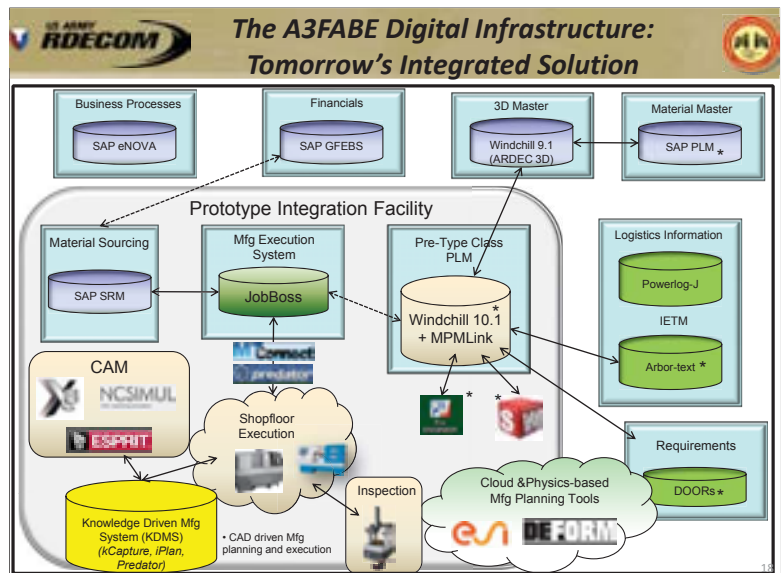 US ARMY
RDECOM
The A3FABE Digital Infrastructure:
Tomorrow's Integrated Solution
Business Processes
SAP eNOVA
Financials
SAP GFEBS
3D Master
Windchill 9.1
(ARDEC 3D)
Material Master
SAP PLM *
Prototype Integration Facility
Material Sourcing
SAP SRM
Mfg Execution
System
JobBoss
Pre-Type Class
PLM
*
Windchill 10.1
+ MPMLink
Logistics Information
Powerlog-J
IETM
Arbor-text *
MTConnect
predator
CAM
NCSIMUL
ESPRIT
Shopfloor
Execution
*
*
Requirements
DOORs *
Knowledge Driven Mfg
System (KDMS)
(kCapture, iPlan,
Predator)
• CAD driven Mfg
planning and execution
Inspection
Cloud &Physics-based
Mfg Planning Tools
esi
DEFORM
18